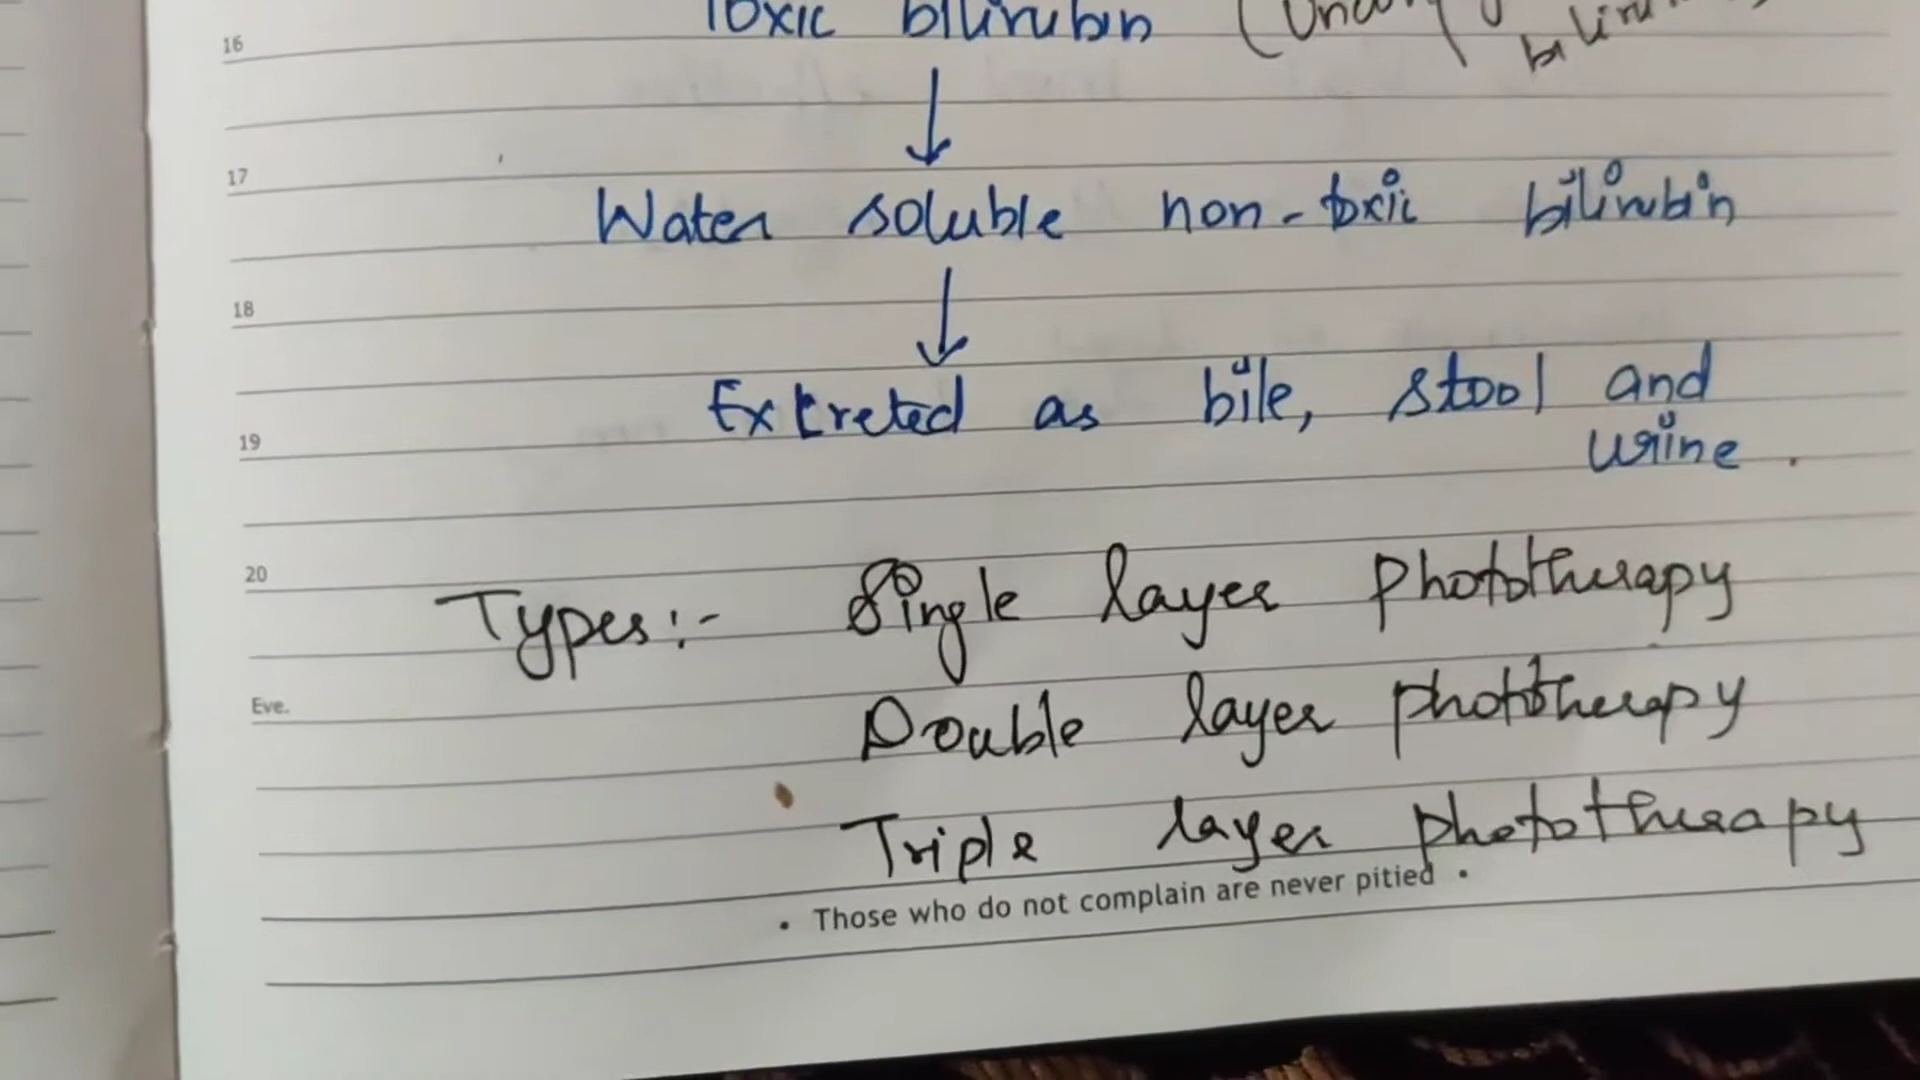 16
Toxic bilirubin
17
Water soluble non-toxic bilirubin
18
Excreted as bile, stool and
19
urine.
20
Types:- Single layer Phototherapy
Eve.
Double layer phototherapy
Triple layer phototherapy
• Those who do not complain are never pitied •